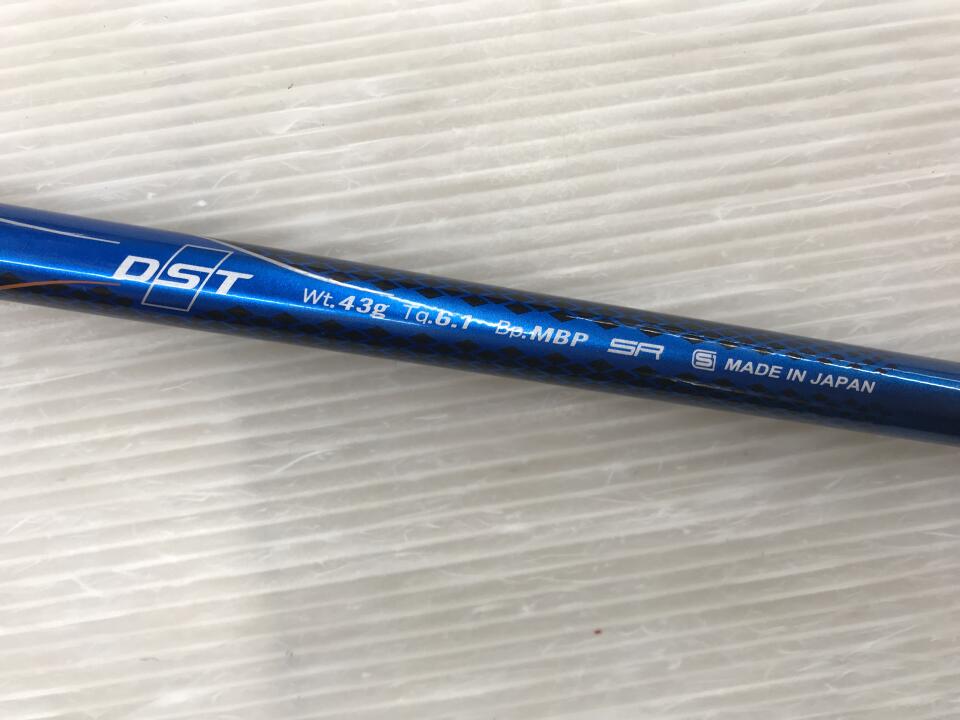 DST Wt.43g Tq.6.1 Bp.MBP SR S MADE IN JAPAN